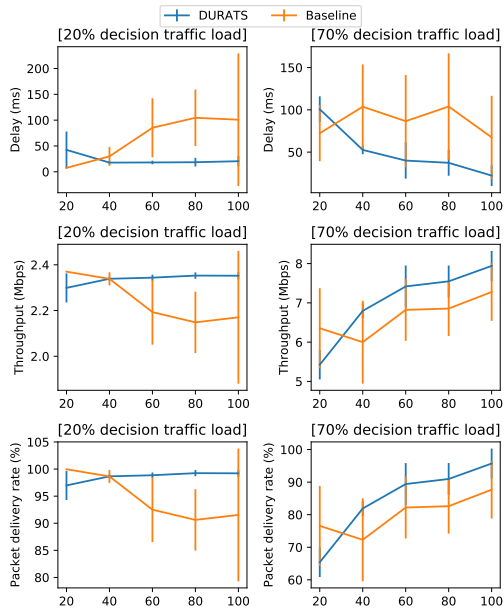 DURATS Baseline
[20% decision traffic load] [70% decision traffic load]
Delay (ms)
200
150
100
50
0
20 40 60 80 100
Delay (ms)
150
100
50
20 40 60 80 100
[20% decision traffic load] [70% decision traffic load]
Throughput (Mbps)
2.4
2.2
2.0
20 40 60 80 100
Throughput (Mbps)
8
7
6
5
20 40 60 80 100
[20% decision traffic load] [70% decision traffic load]
Packet delivery rate (%)
105
100
95
90
85
80
20 40 60 80 100
Packet delivery rate (%)
100
90
80
70
60
20 40 60 80 100